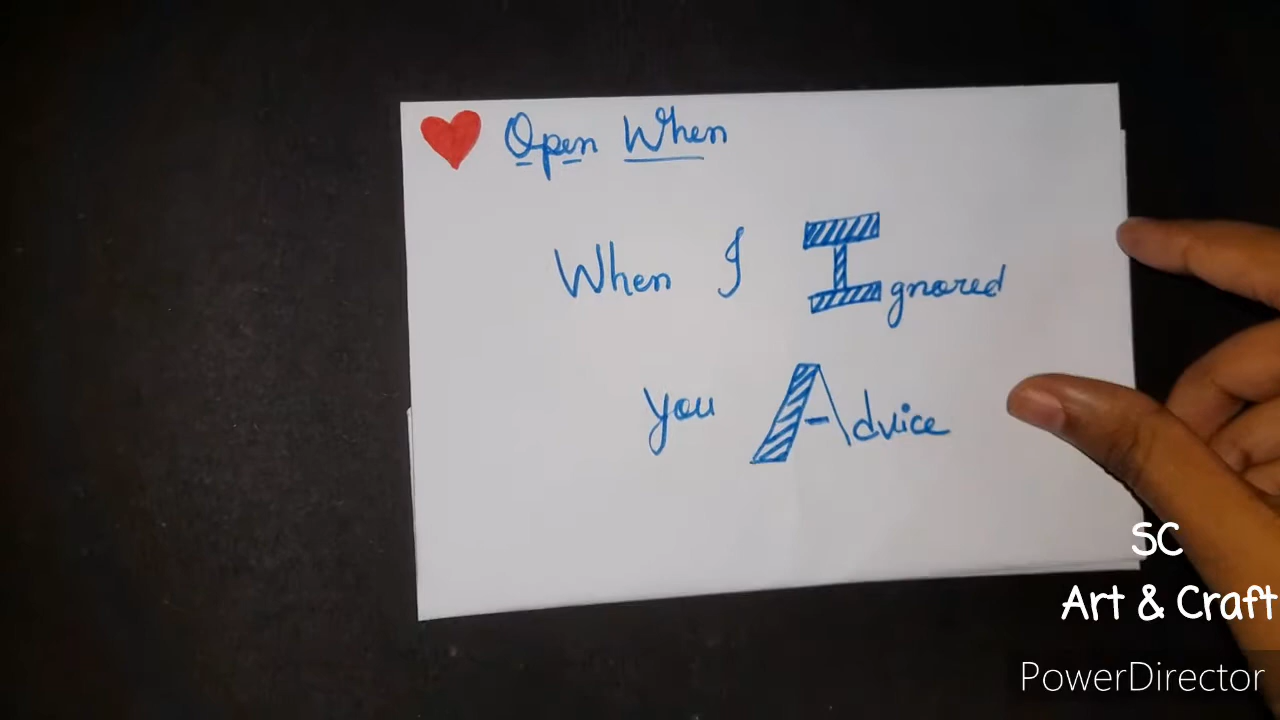 Open When
When I Ignored
you Advice
SC
Art & Craft
PowerDirector